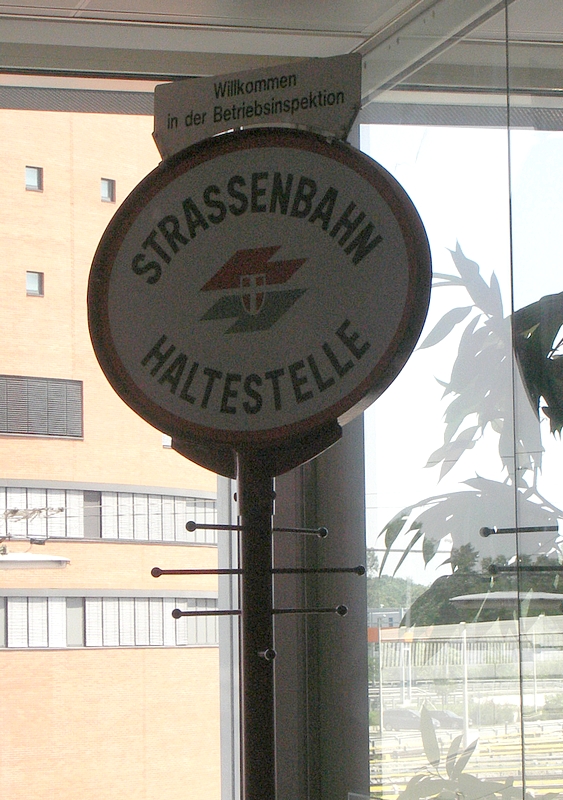 Willkommen
in der Betriebsinspektion
STRASSENBAHN
HALTESTELLE